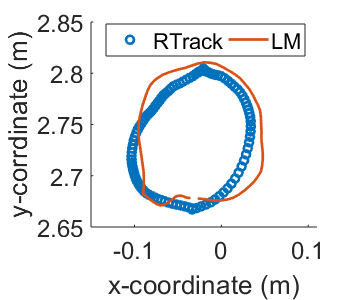 RTrack LM
2.85
2.8
2.75
2.7
2.65
y-corrdinate (m)
-0.1 0 0.1
x-coordinate (m)